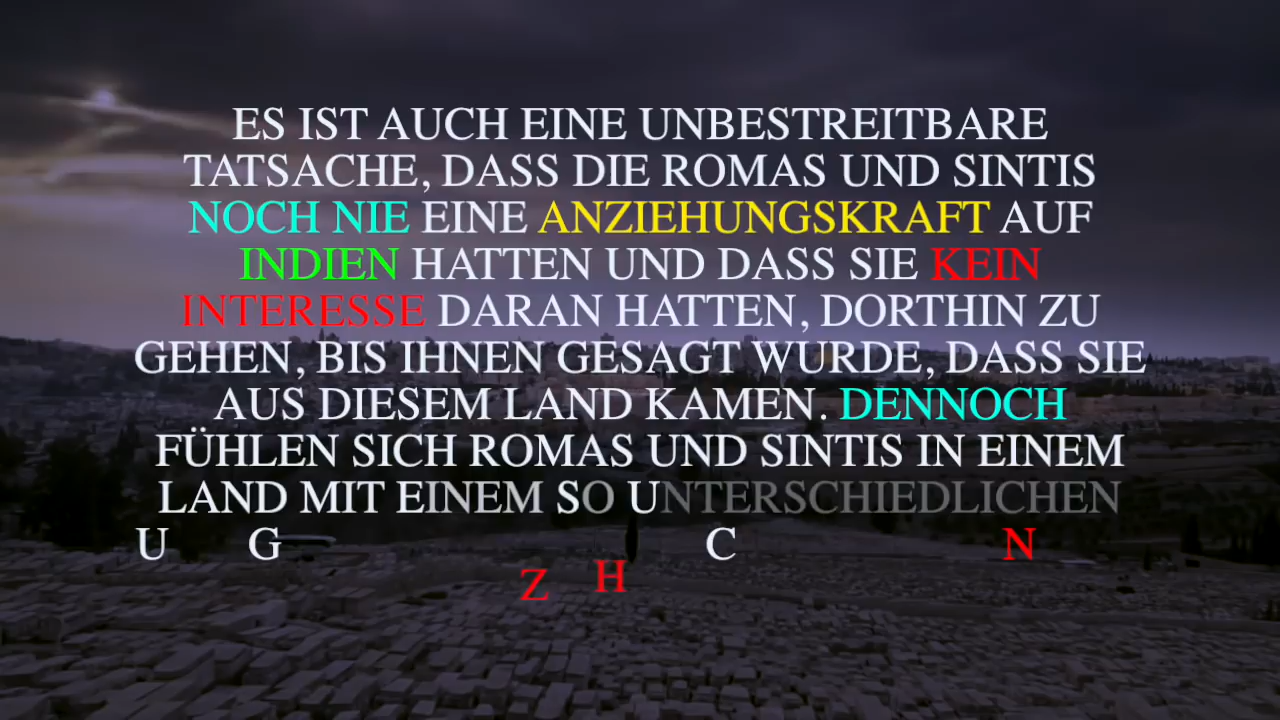 ES IST AUCH EINE UNBESTREITBARE
TATSACHE, DASS DIE ROMAS UND SINTIS
NOCH NIE EINE ANZIEHUNGSKRAFT AUF
INDIEN HATTEN UND DASS SIE KEIN
INTERESSE DARAN HATTEN, DORTHIN ZU
GEHEN, BIS IHNEN GESAGT WURDE, DASS SIE
AUS DIESEM LAND KAMEN. DENNOCH
FÜHLEN SICH ROMAS UND SINTIS IN EINEM
LAND MIT EINEM SO UNTERSCHIEDLICHEN
U G C N
Z H